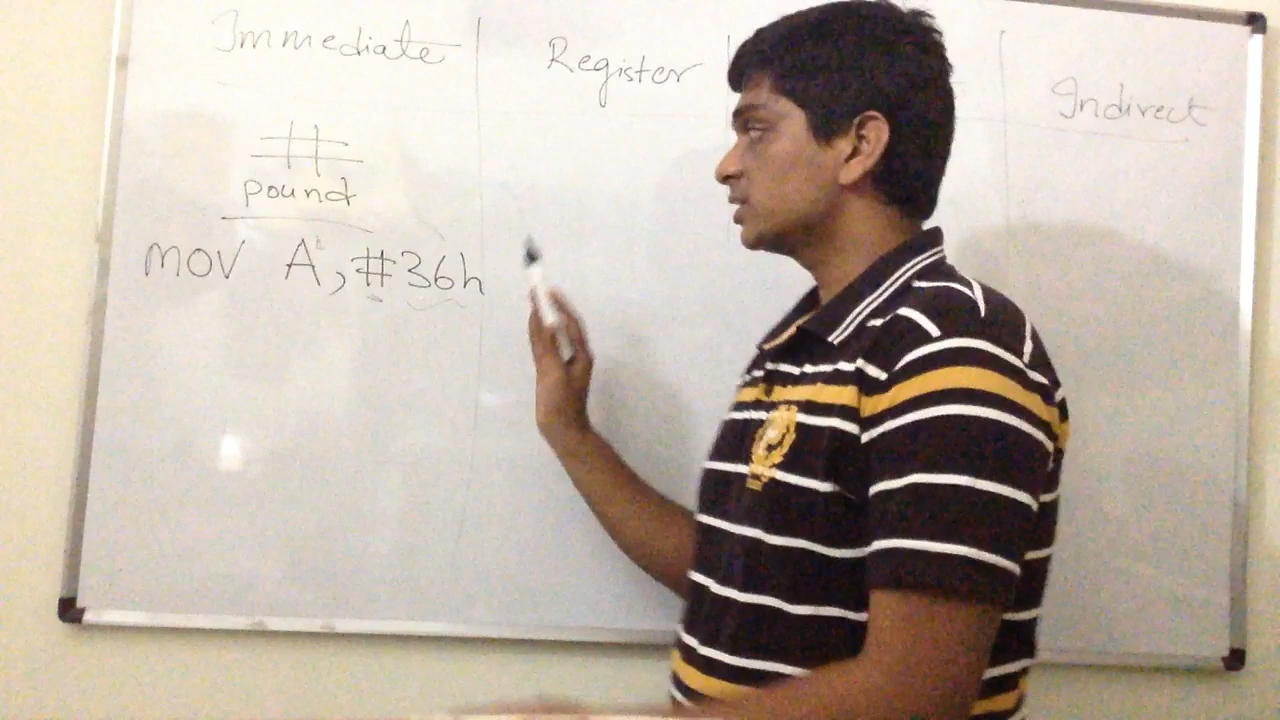 Immediate
Register
Indirect
#
pound
MOV A, #36h